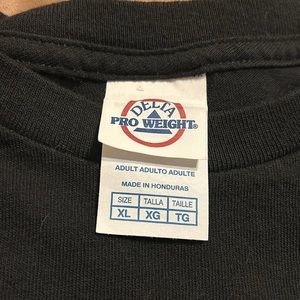 DELTA
PRO WEIGHT®
ADULT ADULTO ADULTE
MADE IN HONDURAS
SIZE TALLA TAILLE
XL XG TG